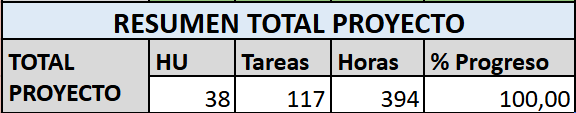 RESUMEN TOTAL PROYECTO
TOTAL PROYECTO HU Tareas Horas % Progreso
38 117 394 100,00